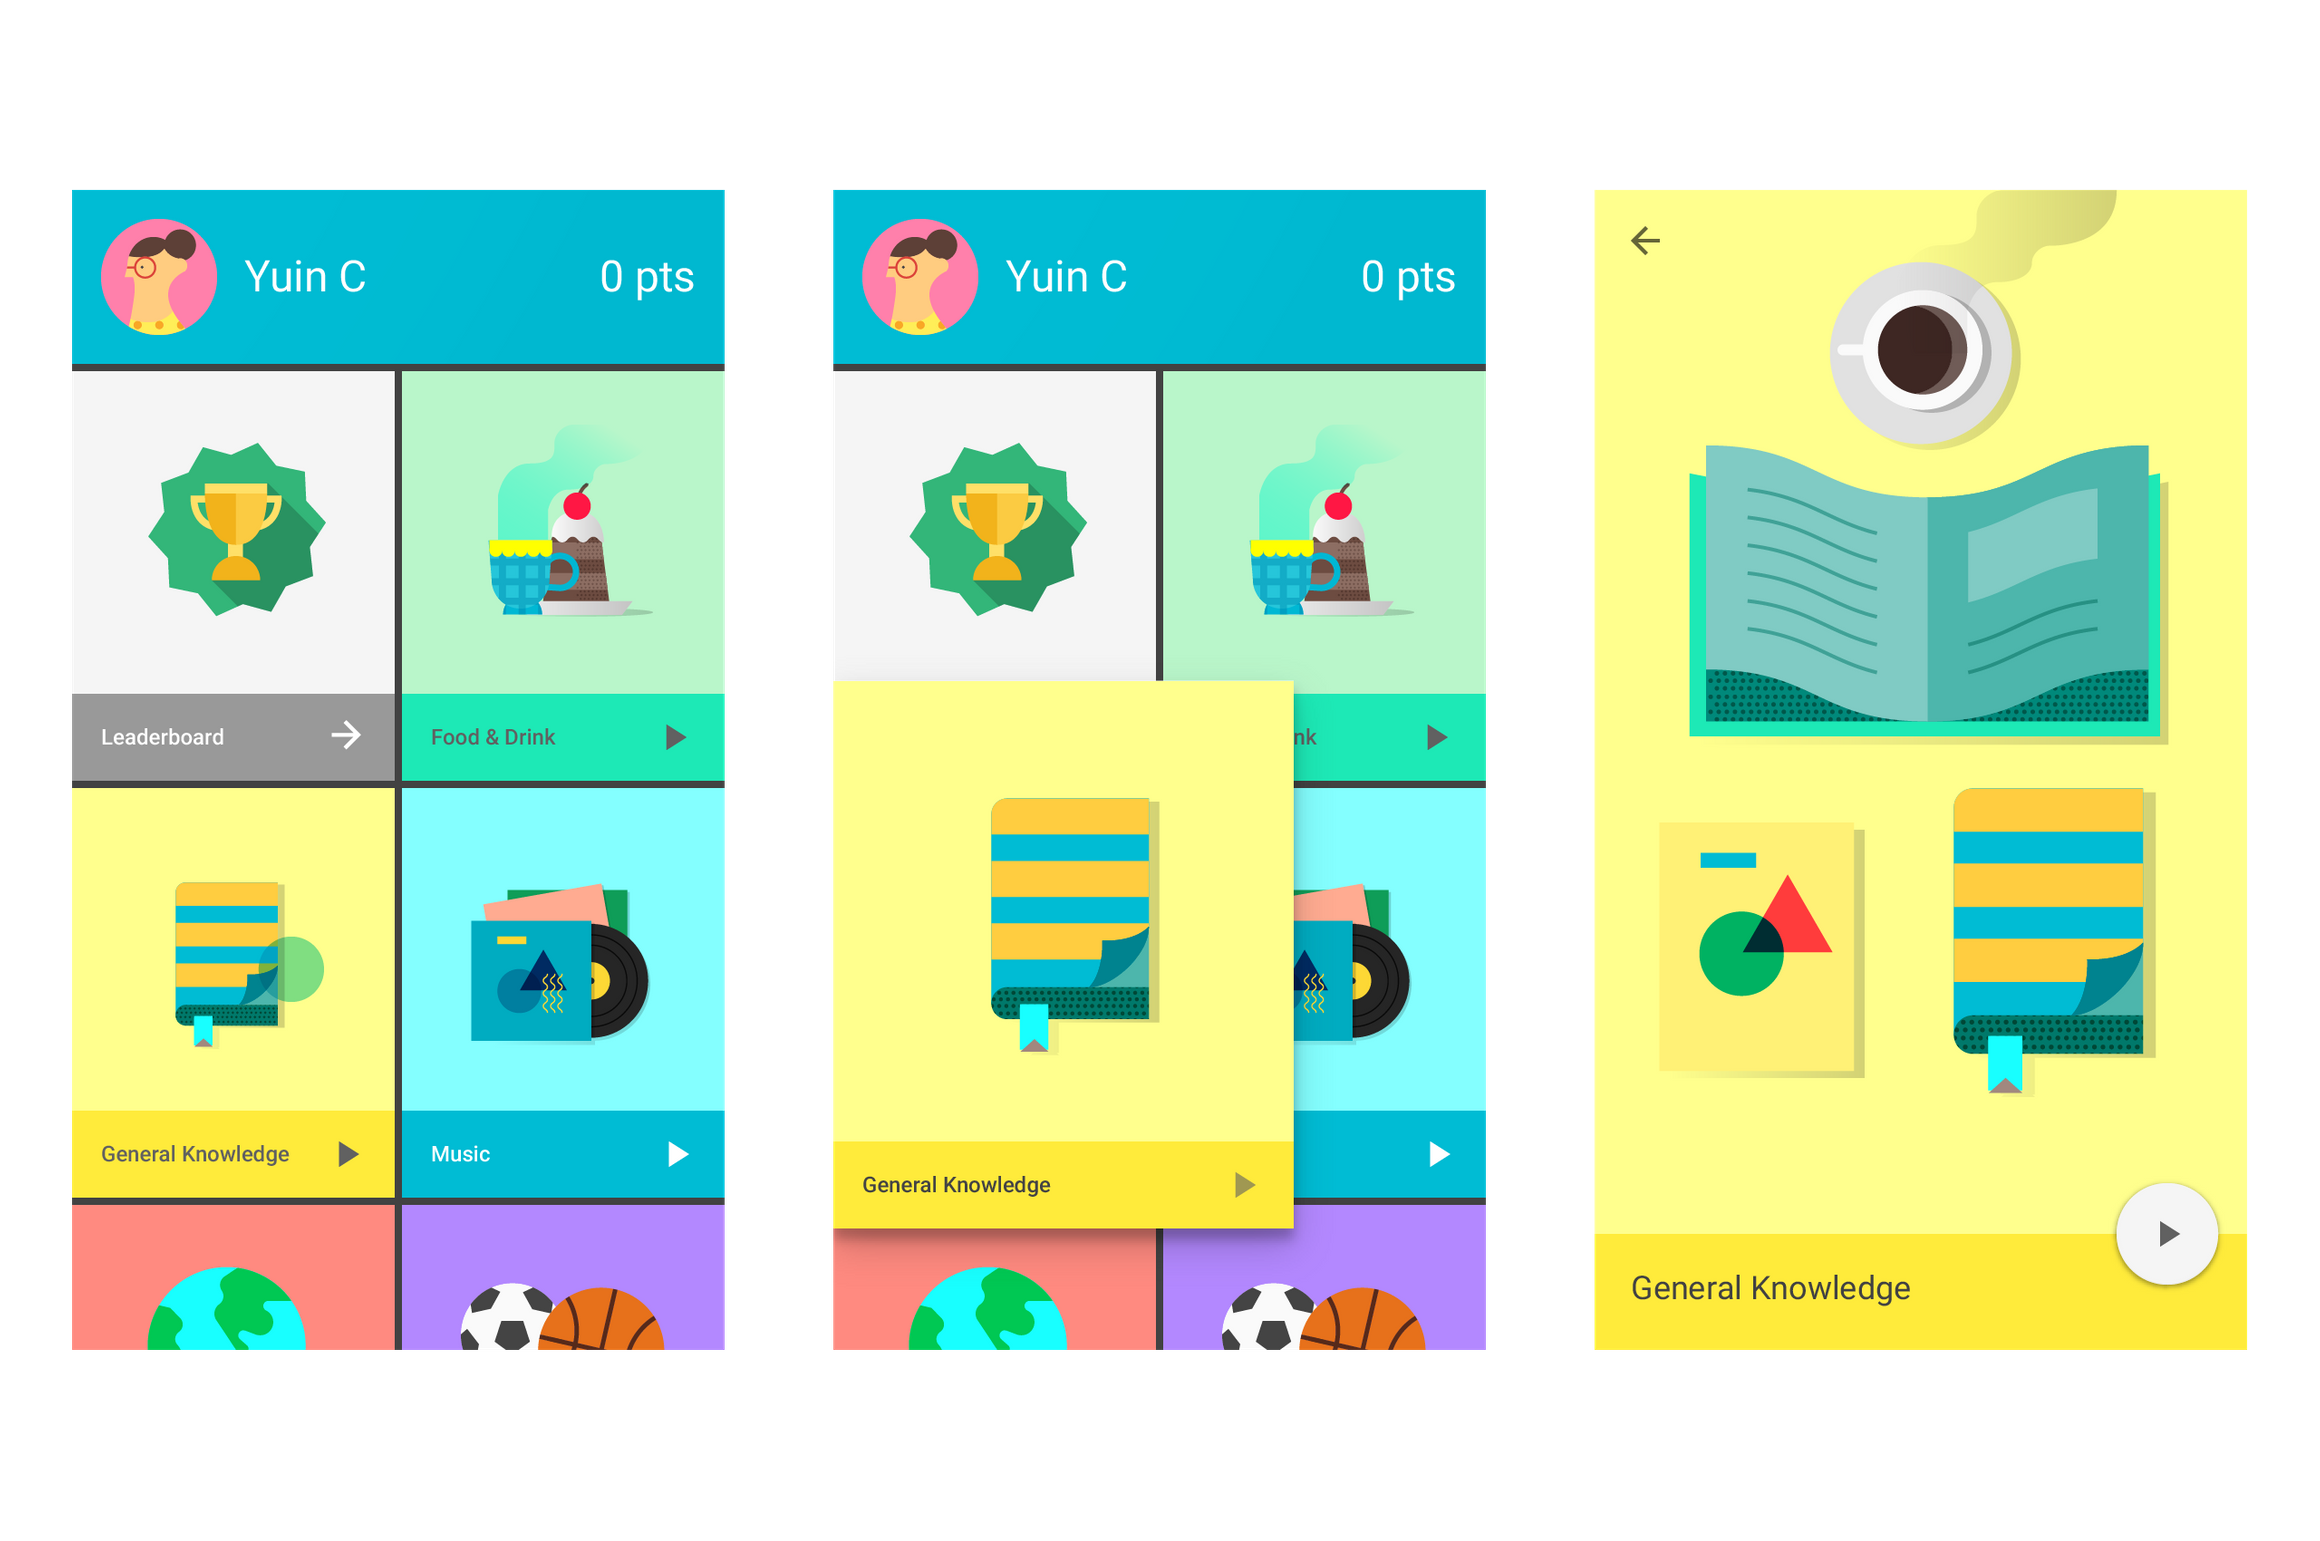 Yuin C 0 pts
Leaderboard
Food & Drink
General Knowledge
Music
Yuin C 0 pts
nk
General Knowledge
General Knowledge